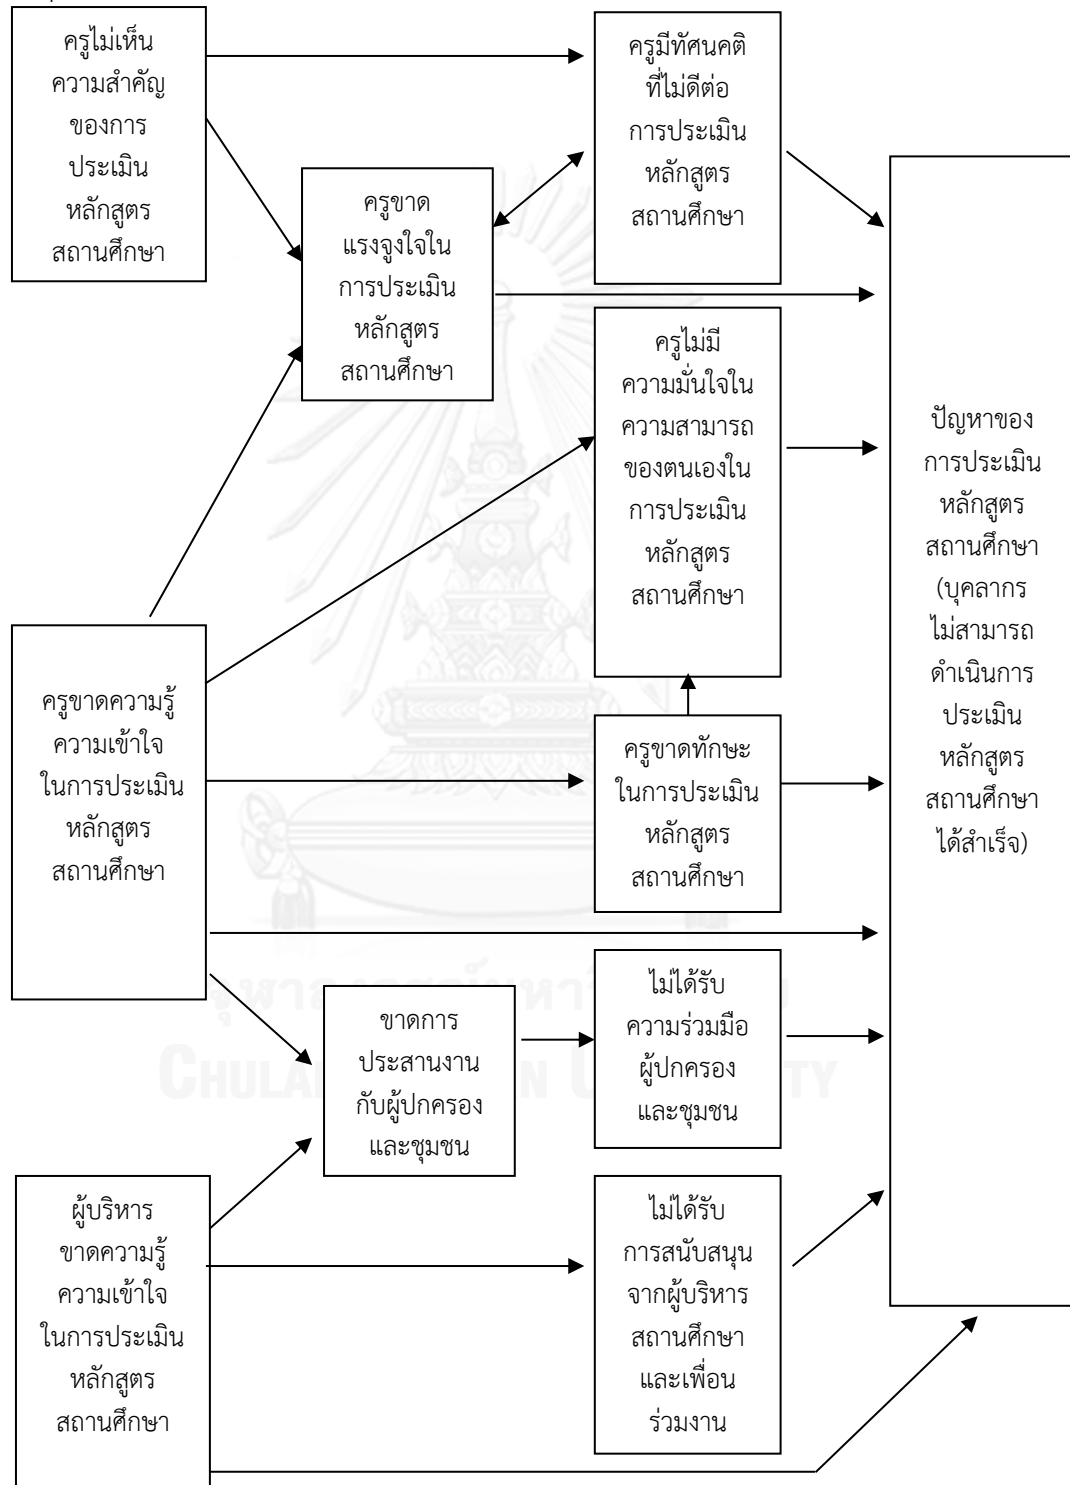 ครูไม่เห็น
ความสำคัญ
ของการ
ประเมิน
หลักสูตร
สถานศึกษา
ครูมีทัศนคติ
ที่ไม่ดีต่อ
การประเมิน
หลักสูตร
สถานศึกษา
ครูขาด
แรงจูงใจใน
การประเมิน
หลักสูตร
สถานศึกษา
ครูไม่มี
ความมั่นใจใน
ความสามารถ
ของตนเองใน
การประเมิน
หลักสูตร
สถานศึกษา
ปัญหาของ
การประเมิน
หลักสูตร
สถานศึกษา
(บุคลากร
ไม่สามารถ
ดำเนินการ
ประเมิน
หลักสูตร
สถานศึกษา
ได้สำเร็จ)
ครูขาดความรู้
ความเข้าใจ
ในการประเมิน
หลักสูตร
สถานศึกษา
ครูขาดทักษะ
ในการประเมิน
หลักสูตร
สถานศึกษา
ขาดการ
ประสานงาน
กับผู้ปกครอง
และชุมชน
ไม่ได้รับ
ความร่วมมือ
ผู้ปกครอง
และชุมชน
ผู้บริหาร
ขาดความรู้
ความเข้าใจ
ในการประเมิน
หลักสูตร
สถานศึกษา
ไม่ได้รับ
การสนับสนุน
จากผู้บริหาร
สถานศึกษา
และเพื่อน
ร่วมงาน